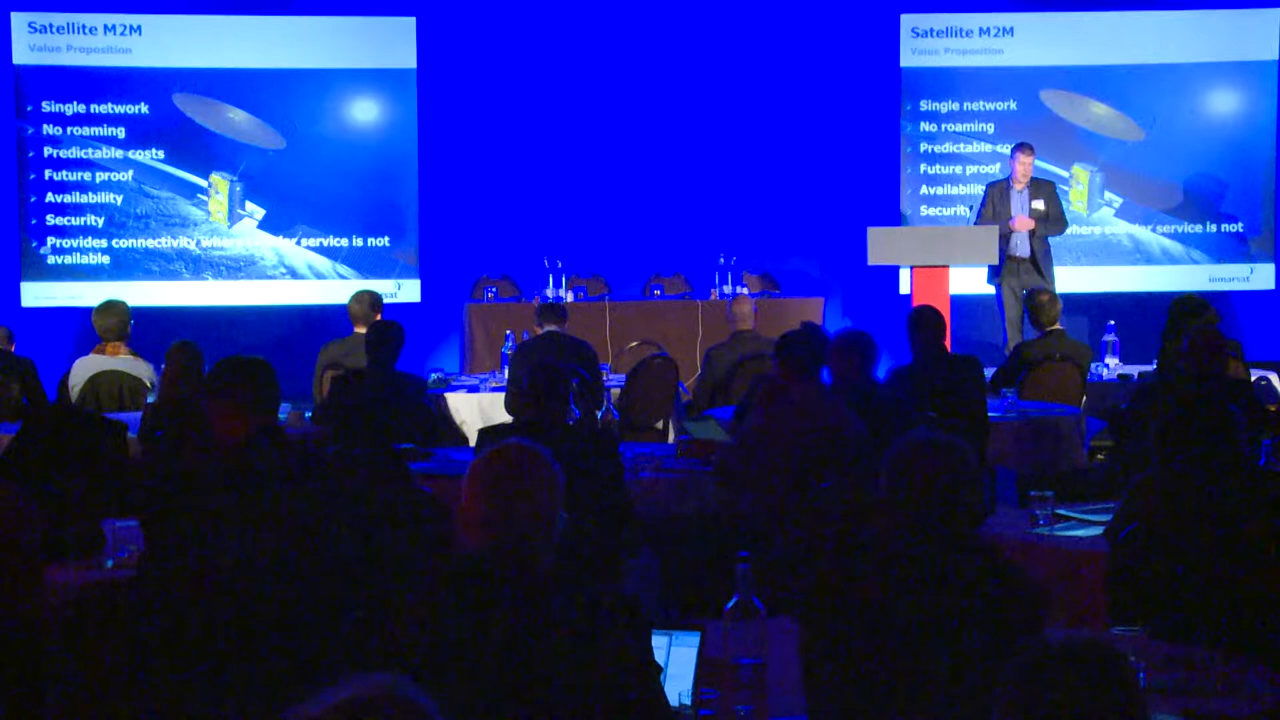 Satellite M2M
Value Proposition
Single network
No roaming
Predictable costs
Future proof
Availability
Security
Provides connectivity where cellular service is not
available
Satellite M2M
Value Proposition
Single network
No roaming
Predictable
Future proof
Availability
Security
where cellular service is not
inmarsat